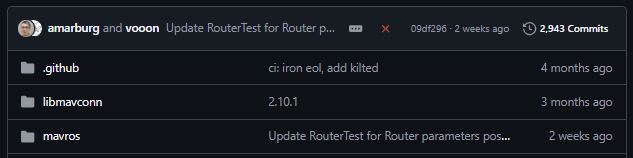 amarburg and vooon Update RouterTest for Router p... 09df296 · 2 weeks ago 2,943 Commits
.github ci: iron eol, add kilted 4 months ago
libmavconn 2.10.1 3 months ago
mavros Update RouterTest for Router parameters pos... 2 weeks ago